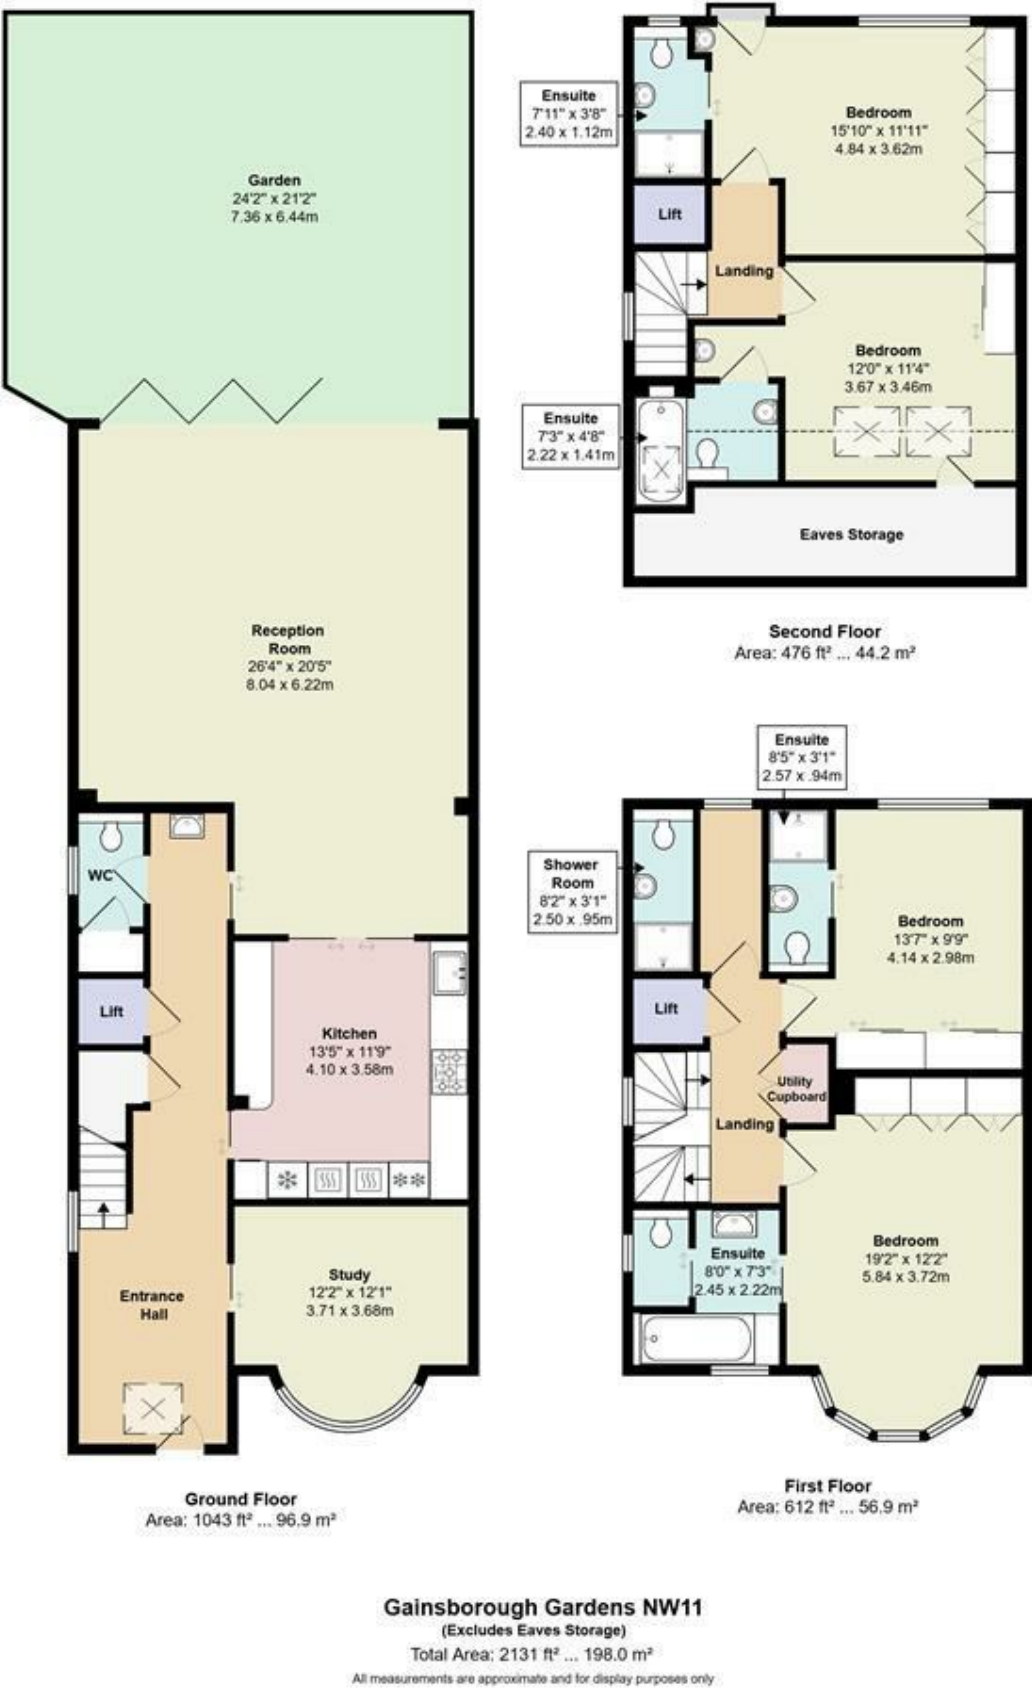 Garden
24'2" x 21'2"
7.36 x 6.44m
Reception
Room
26'4" x 20'5"
8.04 x 6.22m
WC
Lift
Kitchen
13'5" x 11'9"
4.10 x 3.58m
Study
12'2" x 12'1"
3.71 x 3.68m
Entrance
Hall
Ground Floor
Area: 1043 ft² ... 96.9 m²
Ensuite
7'11" x 3'8"
2.40 x 1.12m
Bedroom
15'10" x 11'11"
4.84 x 3.62m
Lift
Landing
Bedroom
12'0" x 11'4"
3.67 x 3.46m
Ensuite
7'3" x 4'8"
2.22 x 1.41m
Eaves Storage
Second Floor
Area: 476 ft² ... 44.2 m²
Ensuite
8'5" x 3'1"
2.57 x .94m
Shower
Room
8'2" x 3'1"
2.50 x .95m
Bedroom
13'7" x 9'9"
4.14 x 2.98m
Lift
Utility
Cupboard
Landing
Bedroom
19'2" x 12'2"
5.84 x 3.72m
Ensuite
8'0" x 7'3"
2.45 x 2.22m
First Floor
Area: 612 ft² ... 56.9 m²
Gainsborough Gardens NW11
(Excludes Eaves Storage)
Total Area: 2131 ft² ... 198.0 m²
All measurements are approximate and for display purposes only